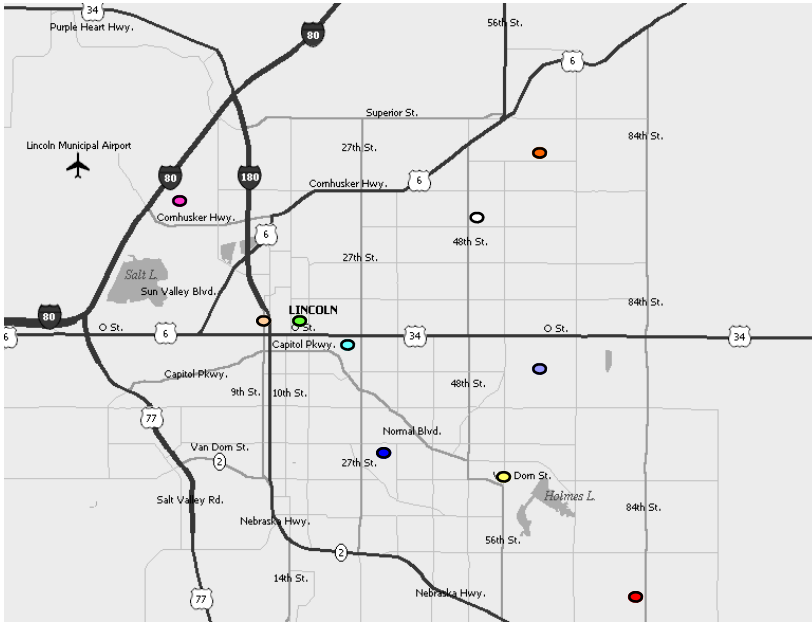 34
Purple Heart Hwy.
56th St.
80
6
Superior St.
84th St.
27th St.
Lincoln Municipal Airport
80
180
Cornhusker Hwy.
6
Cornhusker Hwy.
6
48th St.
27th St.
Salt L.
Sun Valley Blvd.
84th St.
80
LINCOLN
O St.
O St.
O St.
6
6
34
34
Capitol Pkwy.
Capitol Pkwy.
48th St.
9th St.
10th St.
77
Normal Blvd.
Van Dorn St.
2
27th St.
Dorn St.
Salt Valley Rd.
Holmes L.
84th St.
Nebraska Hwy.
56th St.
2
14th St.
Nebraska Hwy.
77